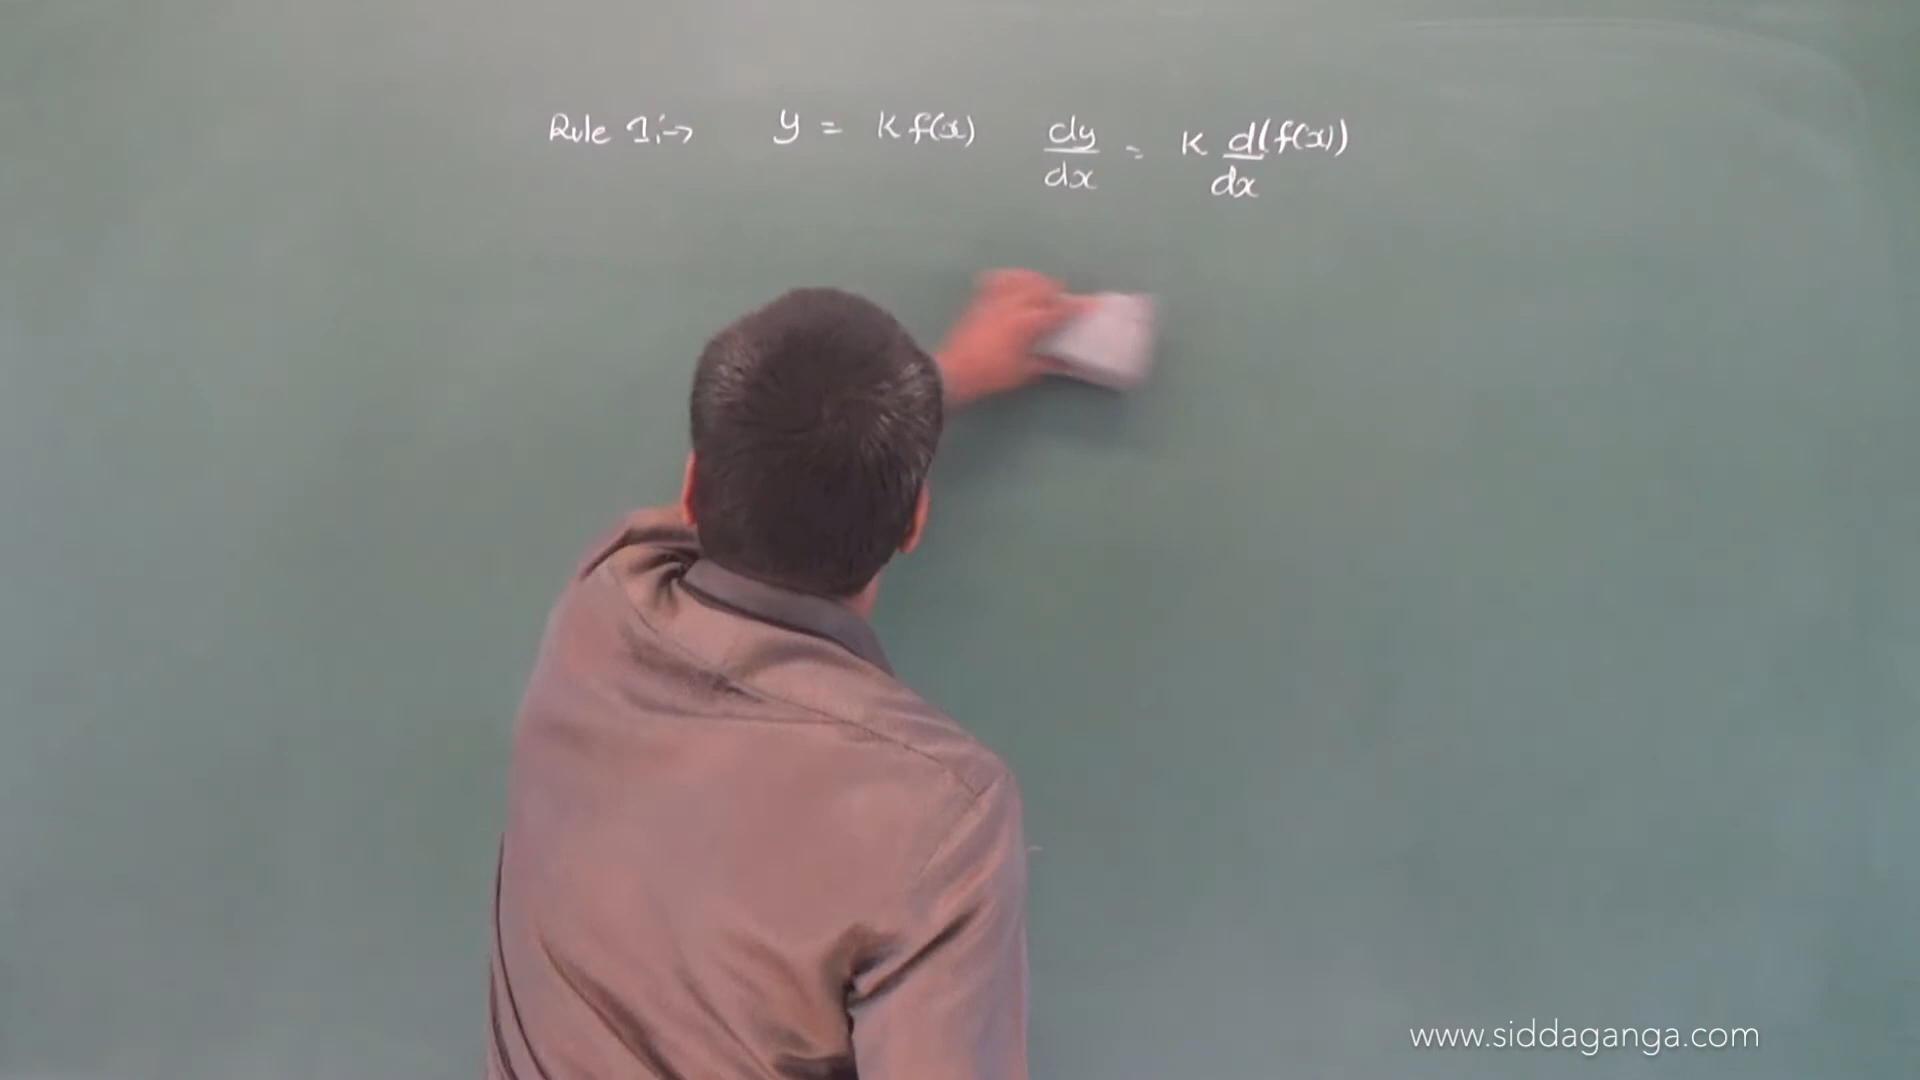 Rule 1:→ y = K f(x) dy/dx = K d/dx (f(x))
www.siddaganga.com